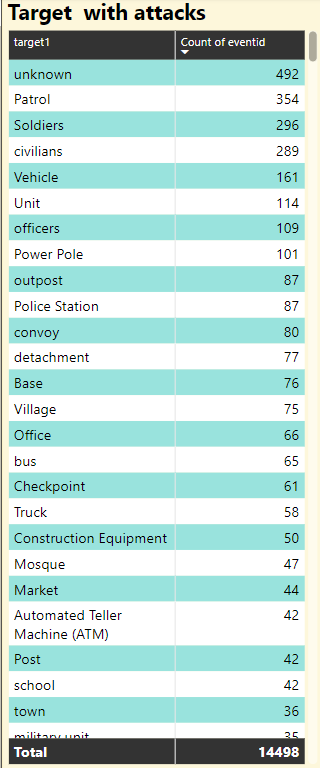 Target with attacks
target1 Count of eventid
unknown 492
Patrol 354
Soldiers 296
civilians 289
Vehicle 161
Unit 114
officers 109
Power Pole 101
outpost 87
Police Station 87
convoy 80
detachment 77
Base 76
Village 75
Office 66
bus 65
Checkpoint 61
Truck 58
Construction Equipment 50
Mosque 47
Market 44
Automated Teller 42
Machine (ATM)
Post 42
school 42
town 36
military unit 35
Total 14498